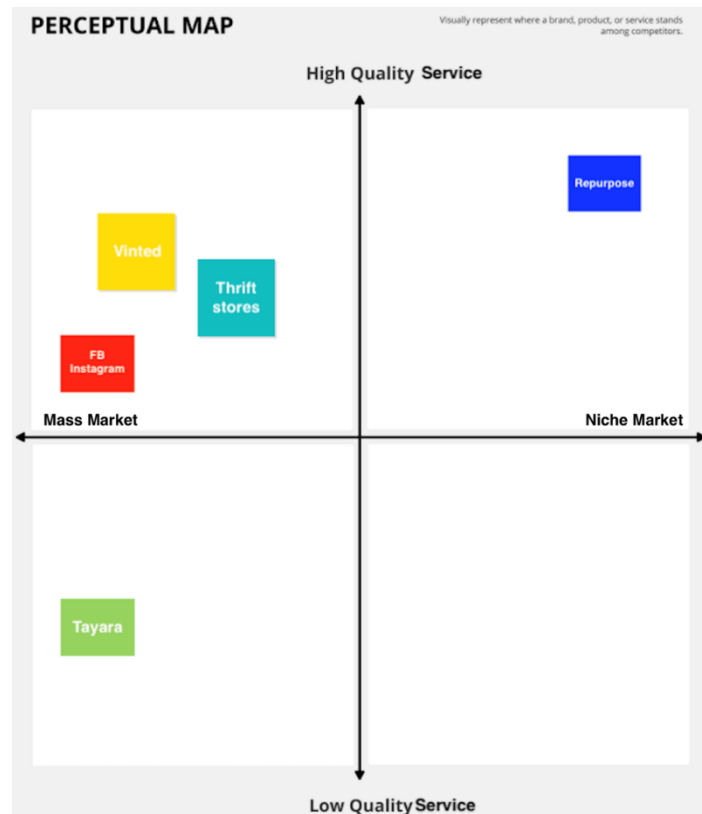 PERCEPTUAL MAP
Visually represent where a brand, product, or service stands
among competitors.
High Quality Service
Repurpose
Vinted
Thrift
stores
FB
Instagram
Mass Market
Niche Market
Tayara
Low Quality Service